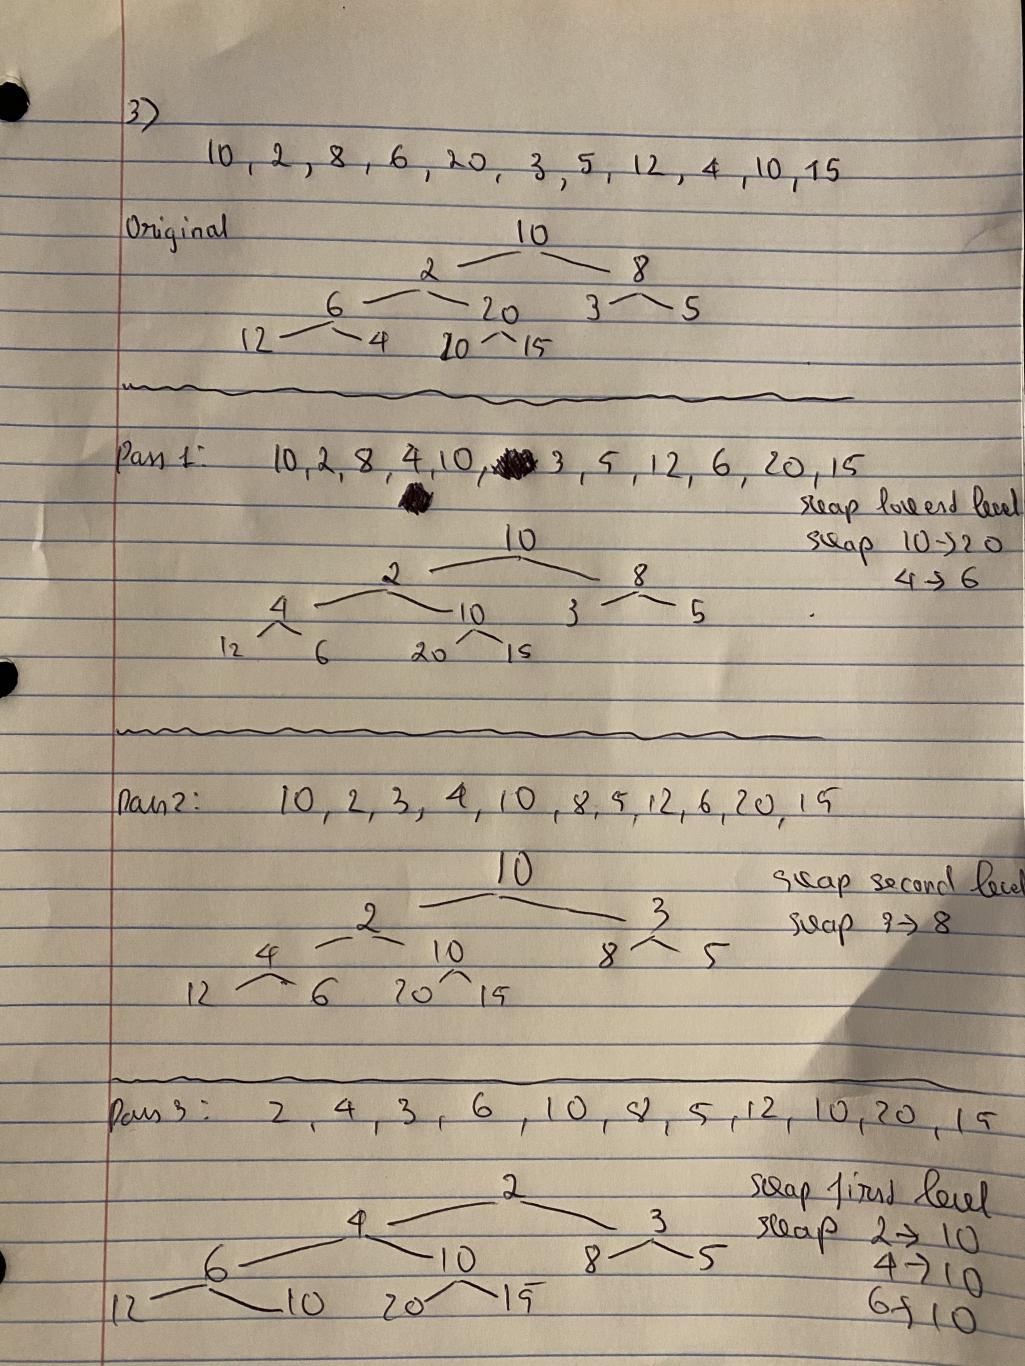 3)
10, 2, 8, 6, 20, 3, 5, 12, 4, 10, 15
Original
10
2 8
6 20 3 5
12 4 20 15
Pass 1: 10, 2, 8, 4, 10, 3, 5, 12, 6, 20, 15
swap lowest level
10
swap 10→20
2 8
4→6
4 10 3 5
12 6 20 15
Pass 2: 10, 2, 3, 4, 10, 8, 5, 12, 6, 20, 15
10
swap second level
2 3
swap 3→8
4 10 8 5
12 6 20 15
Pass 3: 2, 4, 3, 6, 10, 8, 5, 12, 10, 20, 15
2
swap first level
4 3
swap 2→10
6 10 8 5
4→10
12 10 20 15
6→10